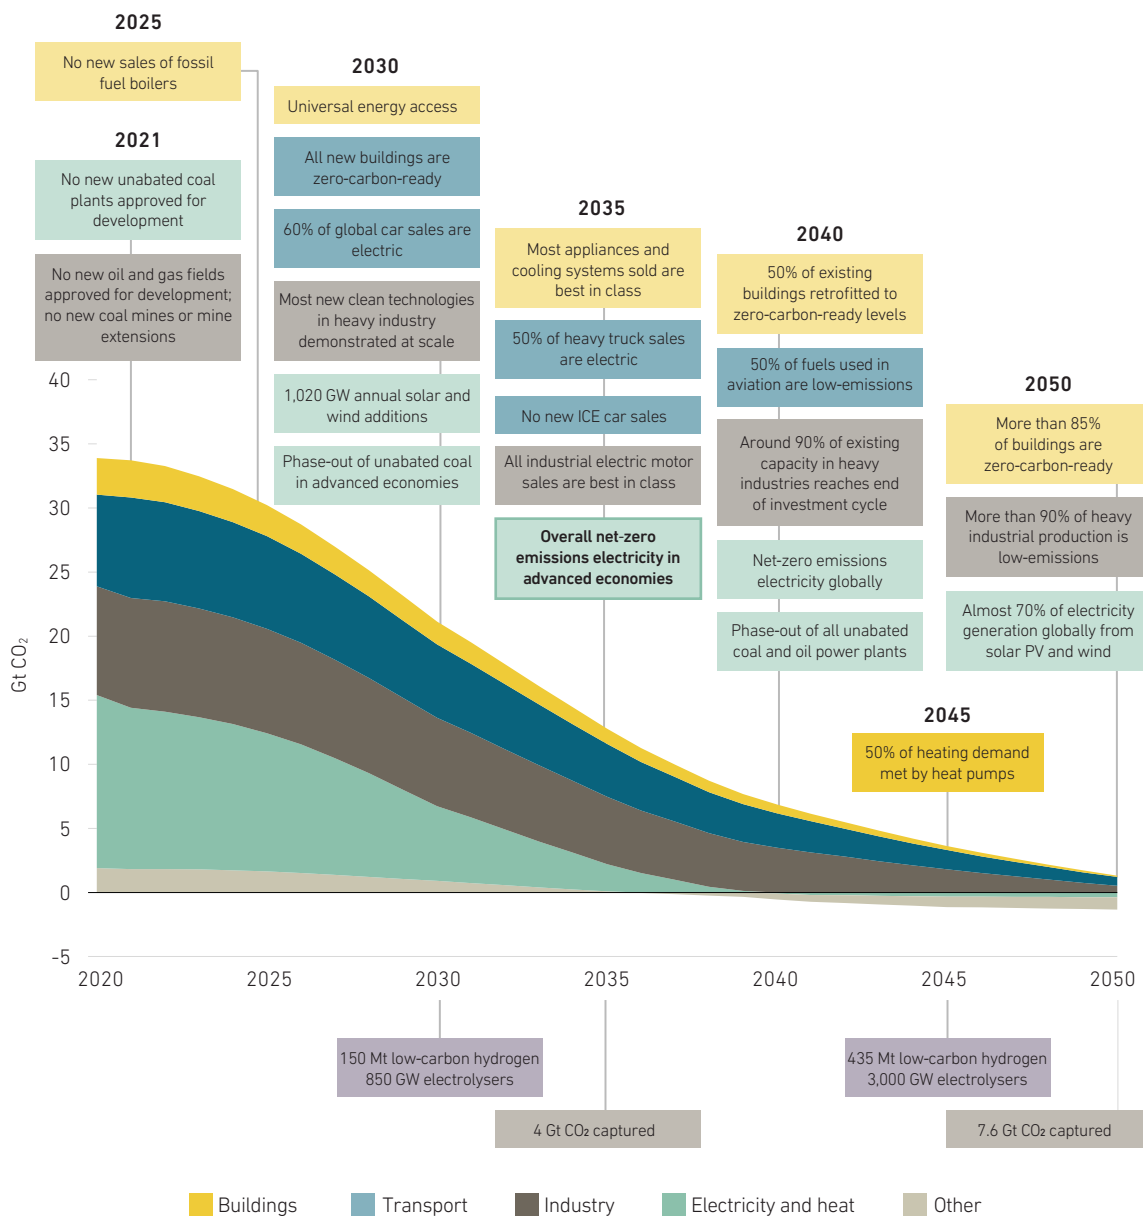 2025
No new sales of fossil
fuel boilers
2021
No new unabated coal
plants approved for
development
No new oil and gas fields
approved for development;
no new coal mines or mine
extensions
2030
Universal energy access
All new buildings are
zero-carbon-ready
60% of global car sales are
electric
Most new clean technologies
in heavy industry
demonstrated at scale
1,020 GW annual solar and
wind additions
Phase-out of unabated coal
in advanced economies
2035
Most appliances and
cooling systems sold are
best in class
50% of heavy truck sales
are electric
No new ICE car sales
All industrial electric motor
sales are best in class
Overall net-zero
emissions electricity in
advanced economies
2040
50% of existing
buildings retrofitted to
zero-carbon-ready levels
50% of fuels used in
aviation are low-emissions
Around 90% of existing
capacity in heavy
industries reaches end
of investment cycle
Net-zero emissions
electricity globally
Phase-out of all unabated
coal and oil power plants
2045
50% of heating demand
met by heat pumps
2050
More than 85%
of buildings are
zero-carbon-ready
More than 90% of heavy
industrial production is
low-emissions
Almost 70% of electricity
generation globally from
solar PV and wind
Gt CO₂
40
35
30
25
20
15
10
5
0
-5
2020
2025
2030
2035
2040
2045
2050
150 Mt low-carbon hydrogen
850 GW electrolysers
435 Mt low-carbon hydrogen
3,000 GW electrolysers
4 Gt CO₂ captured
7.6 Gt CO₂ captured
Buildings
Transport
Industry
Electricity and heat
Other